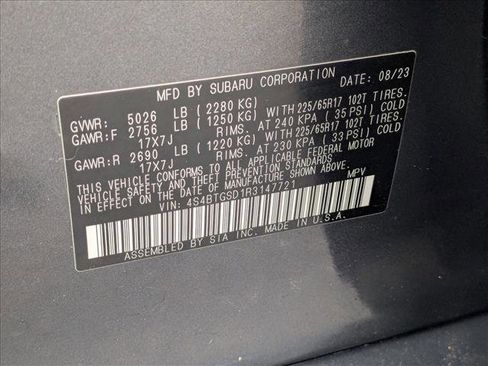 MFD BY SUBARU CORPORATION DATE: 08/23
GVWR: 5026 LB (2280 KG)
GAWR:F 2756 LB (1250 KG) WITH 225/65R17 102T TIRES.
17X7J RIMS. AT 240 KPA (35 PSI) COLD
GAWR:R 2690 LB (1220 KG) WITH 225/65R17 102T TIRES.
17X7J RIMS. AT 230 KPA (33 PSI) COLD
THIS VEHICLE CONFORMS TO ALL APPLICABLE FEDERAL MOTOR
VEHICLE SAFETY STANDARDS IN EFFECT ON THE DATE OF
MANUFACTURE SHOWN ABOVE.
VIN: 4S4BTGSD1R3147721 MPV
ASSEMBLED BY SIA INC. MADE IN U.S.A.